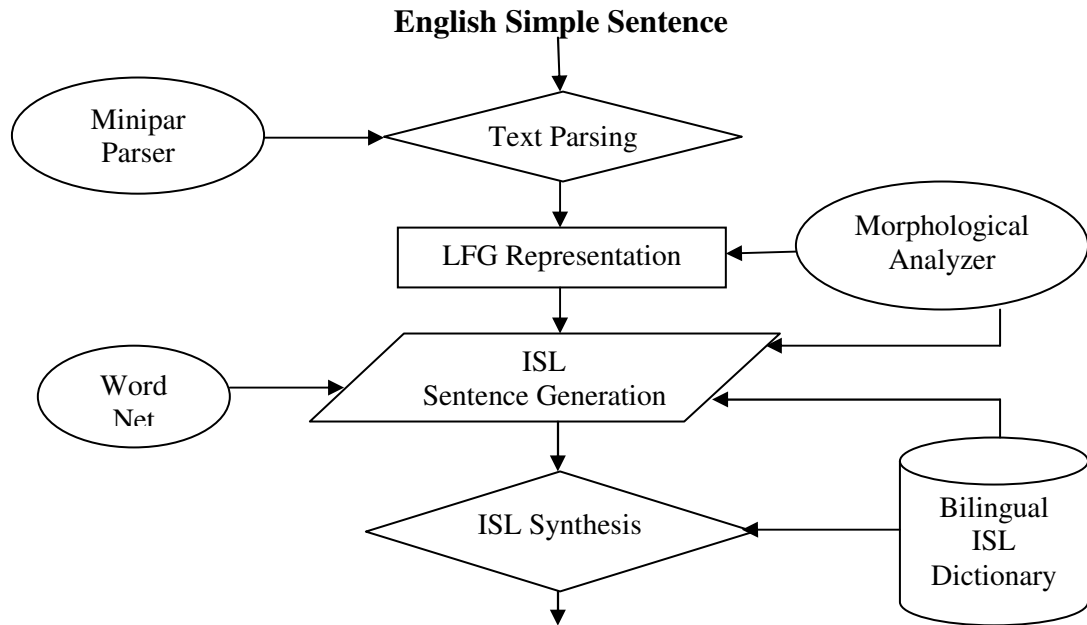 English Simple Sentence
Minipar
Parser
Text Parsing
LFG Representation
Morphological
Analyzer
ISL
Sentence Generation
Word
Net
ISL Synthesis
Bilingual
ISL
Dictionary